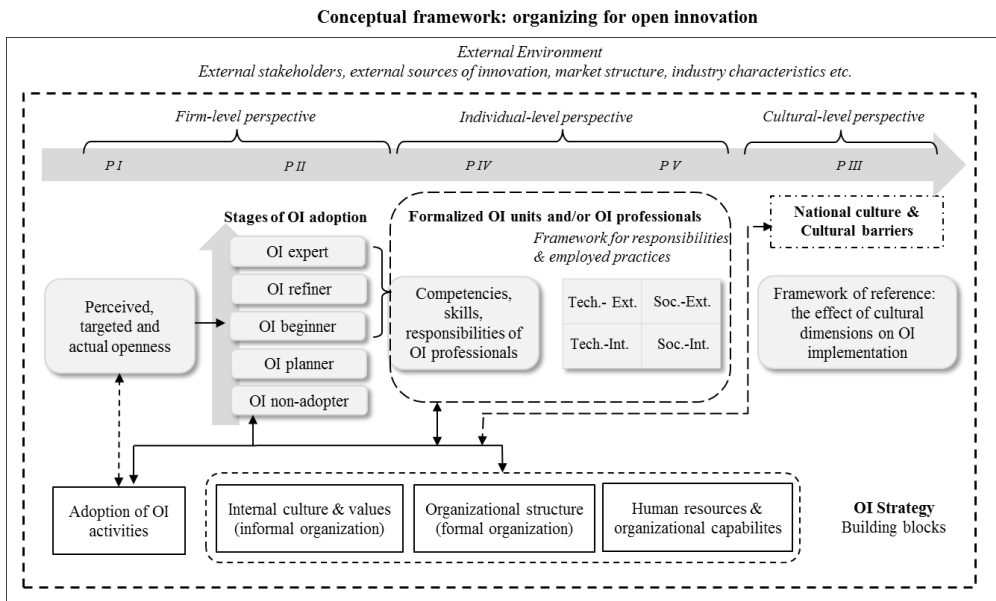 Conceptual framework: organizing for open innovation
External Environment
External stakeholders, external sources of innovation, market structure, industry characteristics etc.
Firm-level perspective
Individual-level perspective
Cultural-level perspective
P I
P II
P IV
P V
P III
Stages of OI adoption
OI expert
OI refiner
OI beginner
OI planner
OI non-adopter
Perceived,
targeted and
actual openness
Formalized OI units and/or OI professionals
Framework for responsibilities
& employed practices
Competencies,
skills,
responsibilities of
OI professionals
Tech.- Ext.
Soc.-Ext.
Tech.-Int.
Soc.-Int.
National culture &
Cultural barriers
Framework of reference:
the effect of cultural
dimensions on OI
implementation
Adoption of OI
activities
Internal culture & values
(informal organization)
Organizational structure
(formal organization)
Human resources &
organizational capabilites
OI Strategy
Building blocks